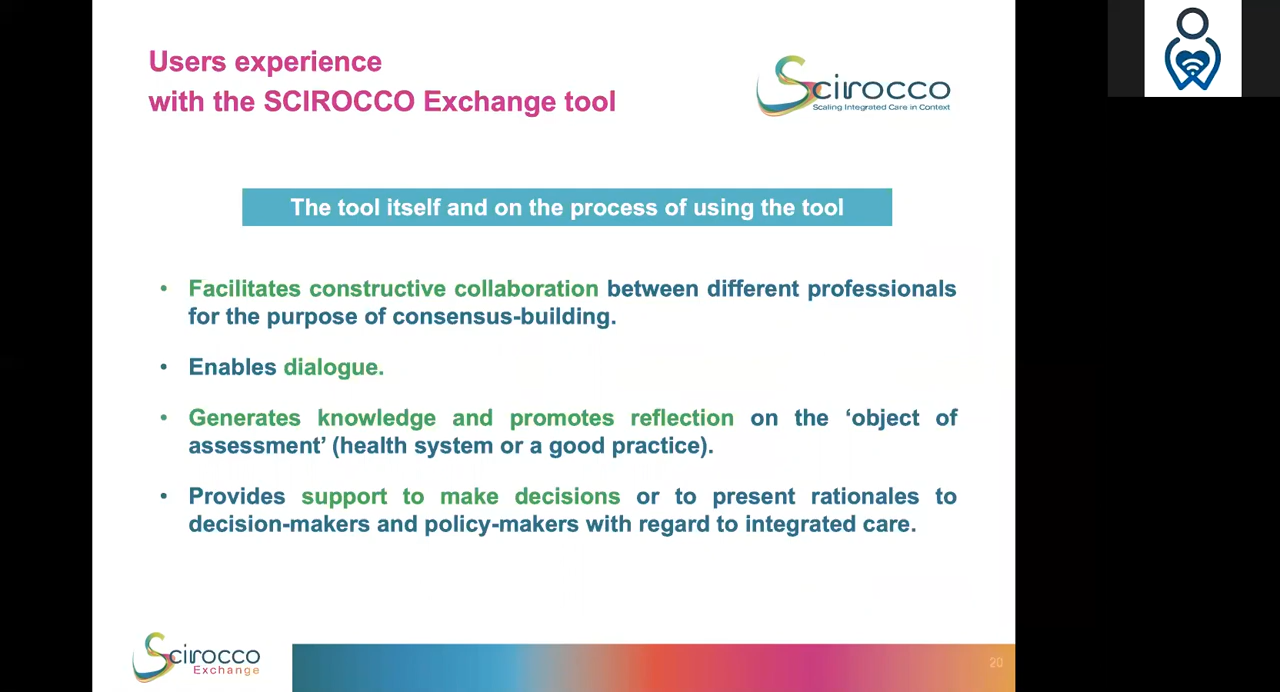 Users experience
with the SCIROCCO Exchange tool
Scirocco
Scaling Integrated Care in Context
The tool itself and on the process of using the tool
• Facilitates constructive collaboration between different professionals
for the purpose of consensus-building.
• Enables dialogue.
• Generates knowledge and promotes reflection on the ‘object of
assessment’ (health system or a good practice).
• Provides support to make decisions or to present rationales to
decision-makers and policy-makers with regard to integrated care.
Scirocco
Exchange
20